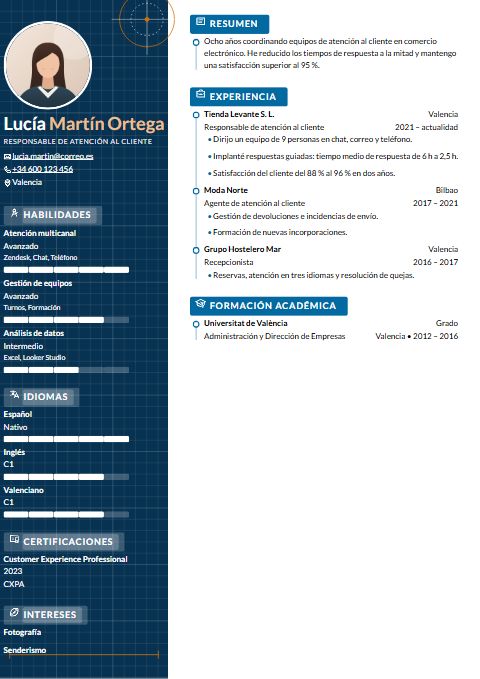 Lucía Martín Ortega
RESPONSABLE DE ATENCIÓN AL CLIENTE
lucia.martin@correo.es
+34 600 123 456
Valencia
HABILIDADES
Atención multicanal
Avanzado
Zendesk, Chat, Teléfono
Gestión de equipos
Avanzado
Turnos, Formación
Análisis de datos
Intermedio
Excel, Looker Studio
IDIOMAS
Español
Nativo
Inglés
C1
Valenciano
C1
CERTIFICACIONES
Customer Experience Professional
2023
CXPA
INTERESES
Fotografía
Senderismo
RESUMEN
Ocho años coordinando equipos de atención al cliente en comercio
electrónico. He reducido los tiempos de respuesta a la mitad y mantengo
una satisfacción superior al 95 %.
EXPERIENCIA
Tienda Levante S. L. Valencia
Responsable de atención al cliente 2021 – actualidad
• Dirijo un equipo de 9 personas en chat, correo y teléfono.
• Implanté respuestas guiadas: tiempo medio de respuesta de 6 h a 2,5 h.
• Satisfacción del cliente del 88 % al 96 % en dos años.
Moda Norte Bilbao
Agente de atención al cliente 2017 – 2021
• Gestión de devoluciones e incidencias de envío.
• Formación de nuevas incorporaciones.
Grupo Hostelero Mar Valencia
Recepcionista 2016 – 2017
• Reservas, atención en tres idiomas y resolución de quejas.
FORMACIÓN ACADÉMICA
Universitat de València Grado
Administración y Dirección de Empresas Valencia • 2012 – 2016